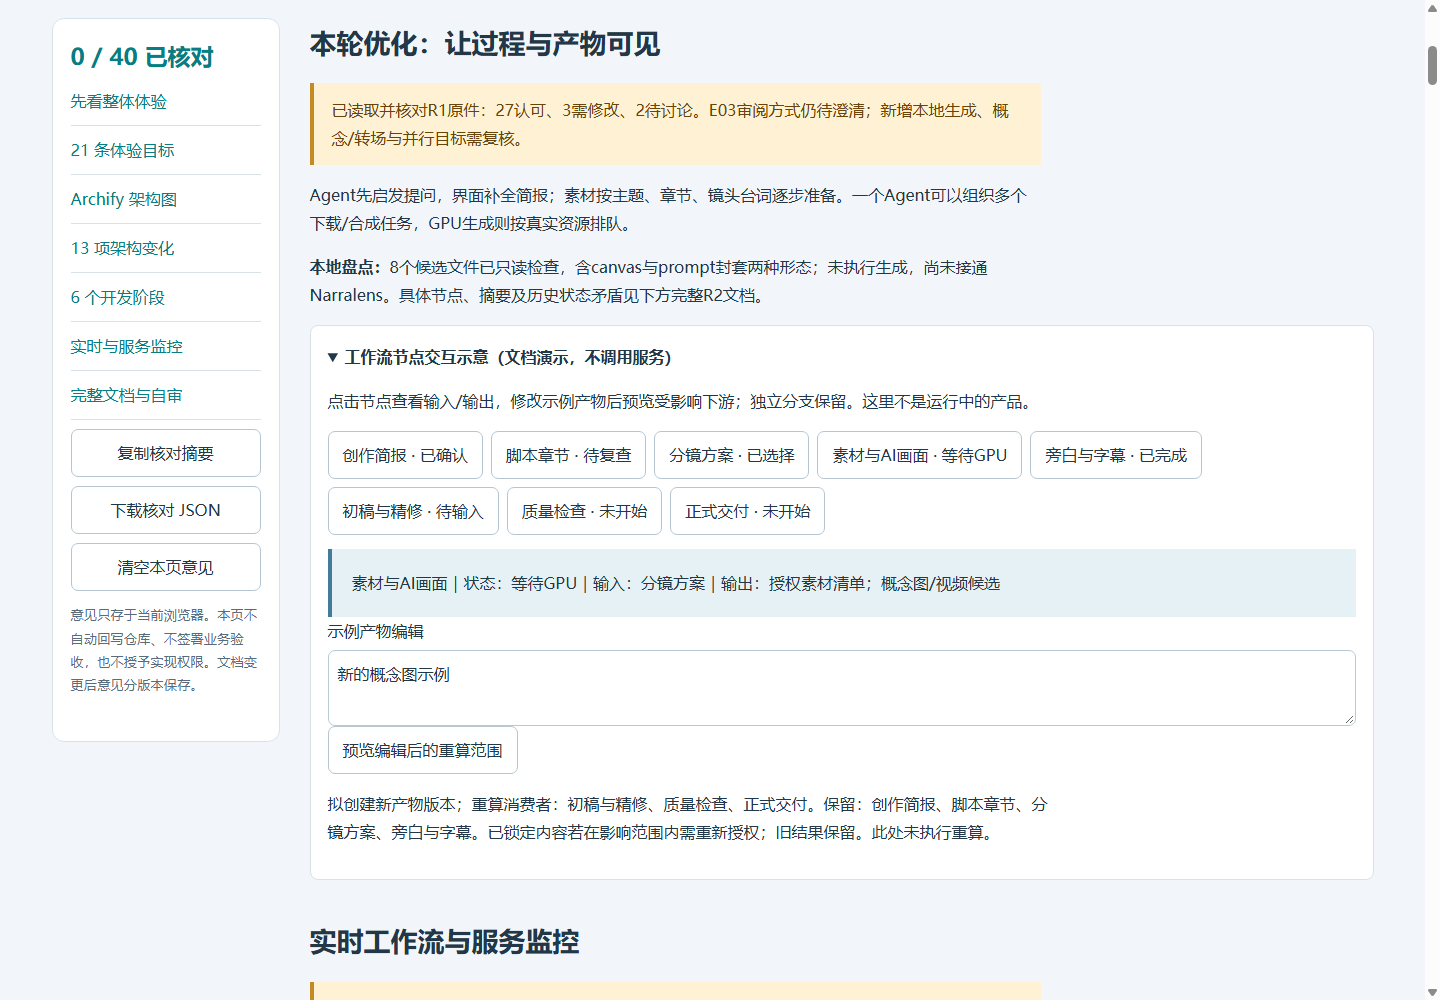 0 / 40 已核对
先看整体体验
21 条体验目标
Archify 架构图
13 项架构变化
6 个开发阶段
实时与服务监控
完整文档与自审
复制核对摘要
下载核对 JSON
清空本页意见
意见只存于当前浏览器。本页不
自动回写仓库、不签署业务验
收，也不授予实现权限。文档变
更后意见分版本保存。
本轮优化：让过程与产物可见
已读取并核对R1原件：27认可、3需修改、2待讨论。E03审阅方式仍待澄清；新增本地生成、概
念/转场与并行目标需复核。
Agent先启发提问，界面补全简报；素材按主题、章节、镜头台词逐步准备。一个Agent可以组织多个
下载/合成任务，GPU生成则按真实资源排队。
本地盘点：8个候选文件已只读检查，含canvas与prompt封套两种形态；未执行生成，尚未接通
Narralens。具体节点、摘要及历史状态矛盾见下方完整R2文档。
▼ 工作流节点交互示意（文档演示，不调用服务）
点击节点查看输入/输出，修改示例产物后预览受影响下游；独立分支保留。这里不是运行中的产品。
创作简报 · 已确认
脚本章节 · 待复查
分镜方案 · 已选择
素材与AI画面 · 等待GPU
旁白与字幕 · 已完成
初稿与精修 · 待输入
质量检查 · 未开始
正式交付 · 未开始
素材与AI画面 | 状态：等待GPU | 输入：分镜方案 | 输出：授权素材清单；概念图/视频候选
示例产物编辑
新的概念图示例
预览编辑后的重算范围
拟创建新产物版本；重算消费者：初稿与精修、质量检查、正式交付。保留：创作简报、脚本章节、分
镜方案、旁白与字幕。已锁定内容若在影响范围内需重新授权；旧结果保留。此处未执行重算。
实时工作流与服务监控